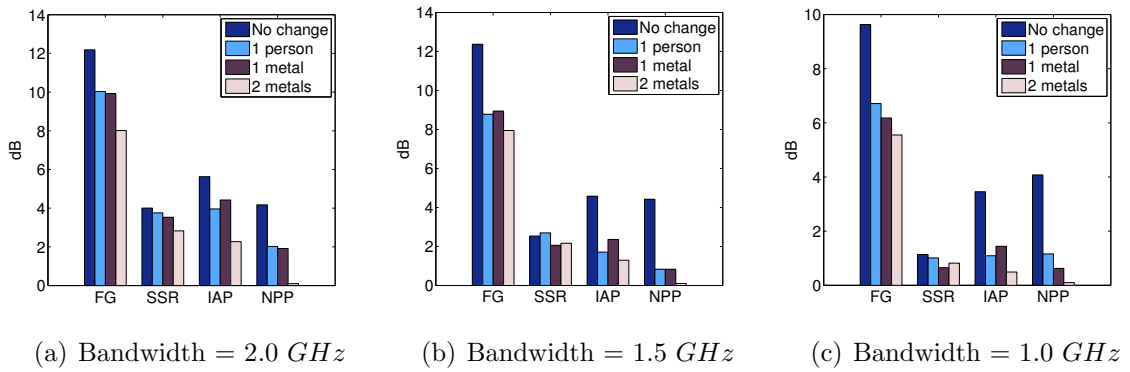 14
12
10
8
6
4
2
0
dB
FG SSR IAP NPP
No change
1 person
1 metal
2 metals
(a) Bandwidth = 2.0 GHz
14
12
10
8
6
4
2
0
dB
FG SSR IAP NPP
No change
1 person
1 metal
2 metals
(b) Bandwidth = 1.5 GHz
10
8
6
4
2
0
dB
FG SSR IAP NPP
No change
1 person
1 metal
2 metals
(c) Bandwidth = 1.0 GHz